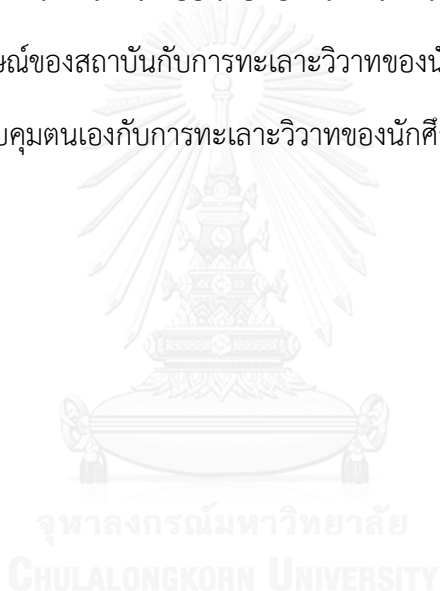 ษณ์ของสถาบันกับการทะเลาะวิวาทของนั
บคุมตนเองกับการทะเลาะวิวาทของนักศึก
จุฬาลงกรณ์มหาวิทยาลัย
CHULALONGKORN UNIVERSITY